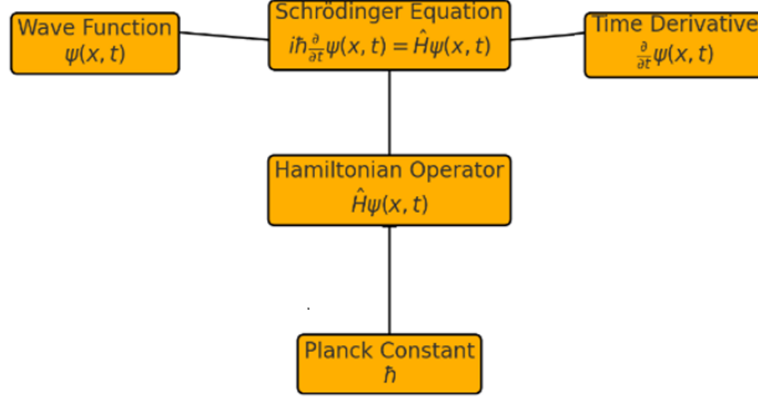 Wave Function
ψ(x, t)
Schrödinger Equation
iℏ ∂/∂t ψ(x, t) = Ĥψ(x, t)
Time Derivative
∂/∂t ψ(x, t)
Hamiltonian Operator
Ĥψ(x, t)
Planck Constant
ℏ